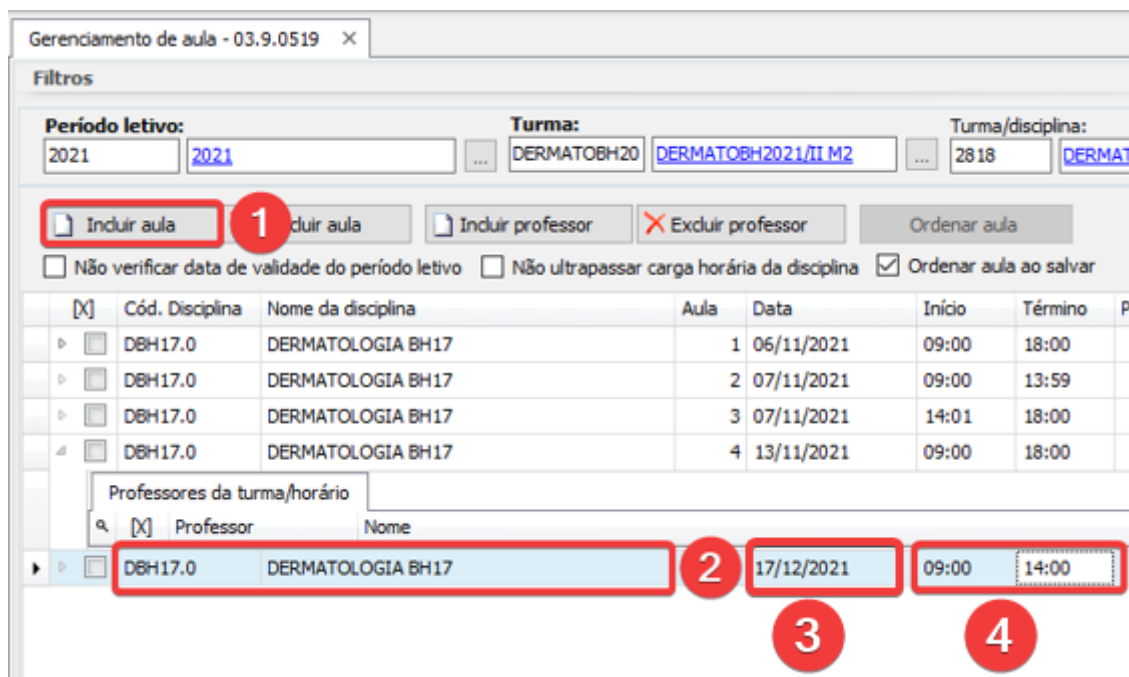 Gerenciamento de aula - 03.9.0519 ×
Filtros
Período letivo: Turma: Turma/disciplina:
2021 2021 ... DERMATOBH20 DERMATOBH2021/II M2 ... 2818 DERMAT
Incluir aula 1 cluir aula Incluir professor Excluir professor Ordenar aula
Não verificar data de validade do período letivo Não ultrapassar carga horária da disciplina Ordenar aula ao salvar
[X] Cód. Disciplina Nome da disciplina Aula Data Início Término P
DBH17.0 DERMATOLOGIA BH17 1 06/11/2021 09:00 18:00
DBH17.0 DERMATOLOGIA BH17 2 07/11/2021 09:00 13:59
DBH17.0 DERMATOLOGIA BH17 3 07/11/2021 14:01 18:00
DBH17.0 DERMATOLOGIA BH17 4 13/11/2021 09:00 18:00
Professores da turma/horário
[X] Professor Nome
DBH17.0 DERMATOLOGIA BH17 2 17/12/2021 09:00 14:00
3 4